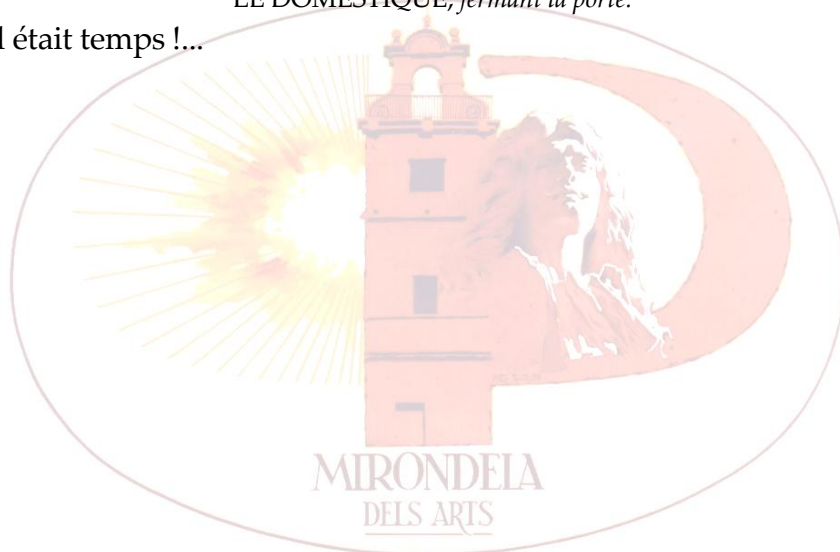 LE DOMESTIQUE, fermant la porte.
l était temps !...
MIRONDELA
DELS ARTS